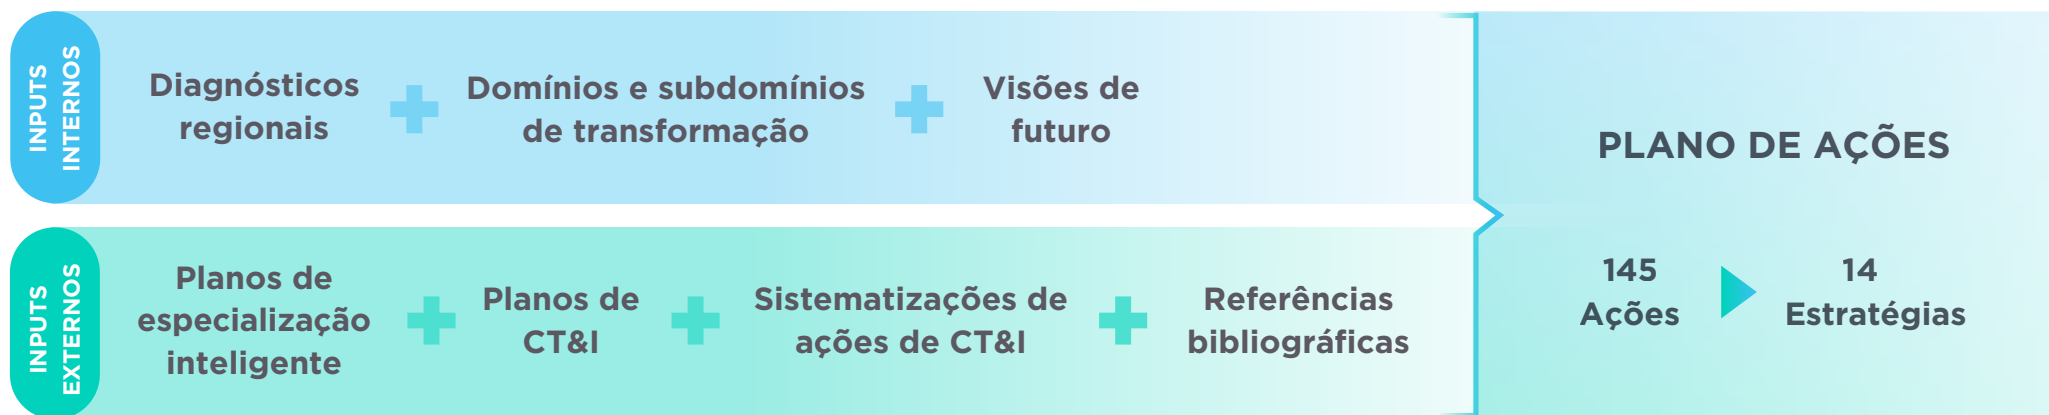 INPUTS
INTERNOS
Diagnósticos
regionais
Domínios e subdomínios
de transformação
Visões de
futuro
INPUTS
EXTERNOS
Planos de
especialização
inteligente
Planos de
CT&I
Sistematizações de
ações de CT&I
Referências
bibliográficas
PLANO DE AÇÕES
145
Ações
14
Estratégias